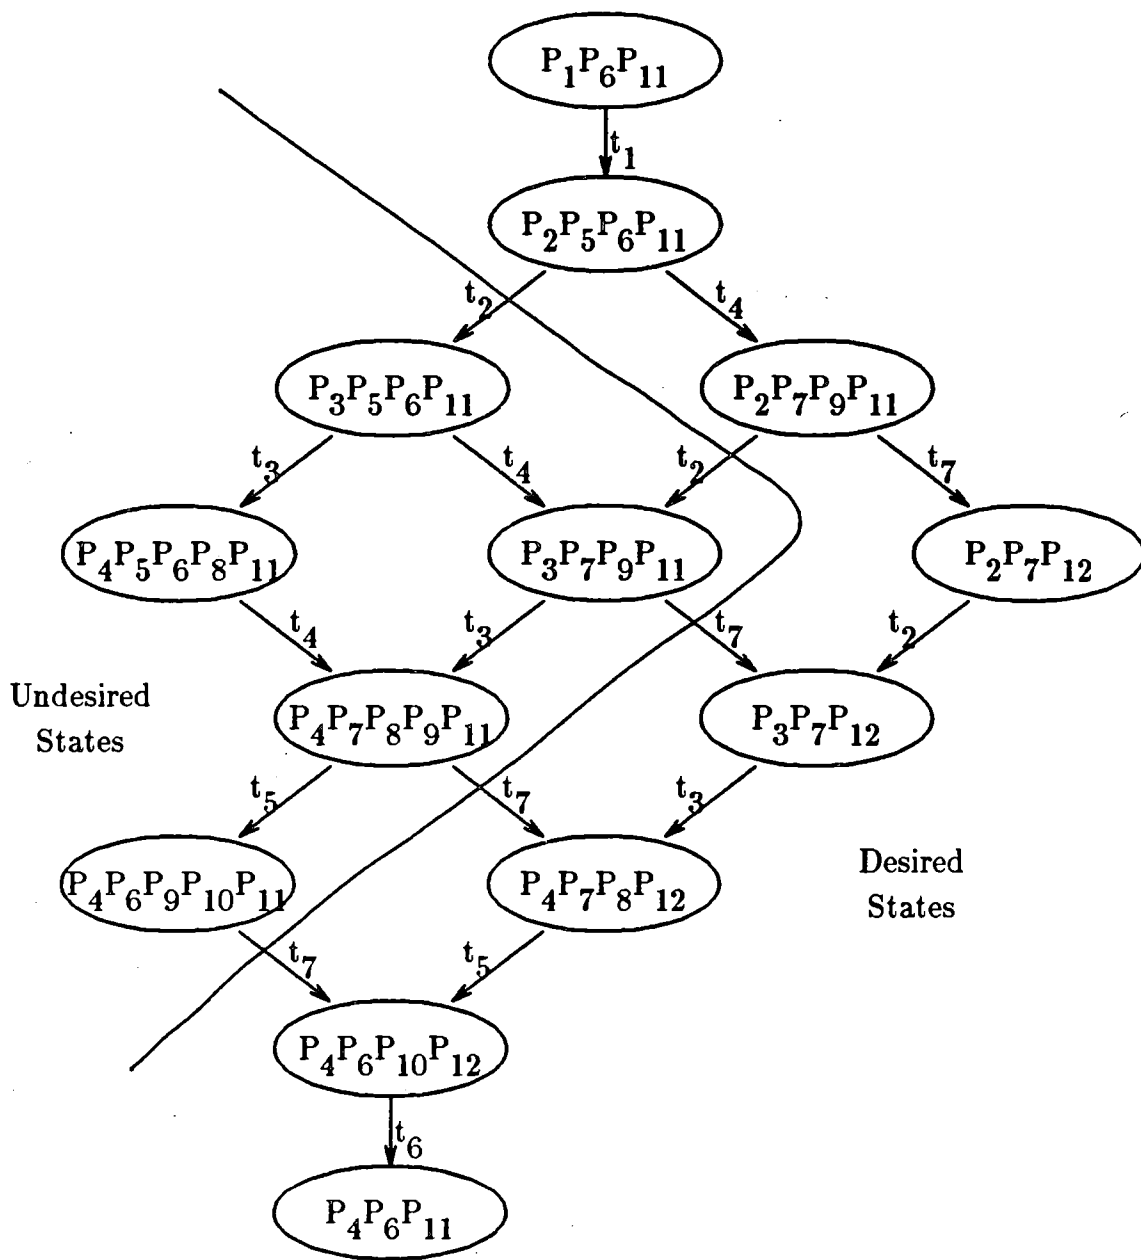 P₁P₆P₁₁
t₁
P₂P₅P₆P₁₁
t₂ t₄
P₃P₅P₆P₁₁ P₂P₇P₉P₁₁
t₃ t₄ t₂ t₇
P₄P₅P₆P₈P₁₁ P₃P₇P₉P₁₁ P₂P₇P₁₂
t₄ t₃ t₇ t₂
Undesired
States
P₄P₇P₈P₉P₁₁ P₃P₇P₁₂
t₅ t₇ t₃
P₄P₆P₉P₁₀P₁₁ P₄P₇P₈P₁₂
Desired
States
t₇ t₅
P₄P₆P₁₀P₁₂
t₆
P₄P₆P₁₁